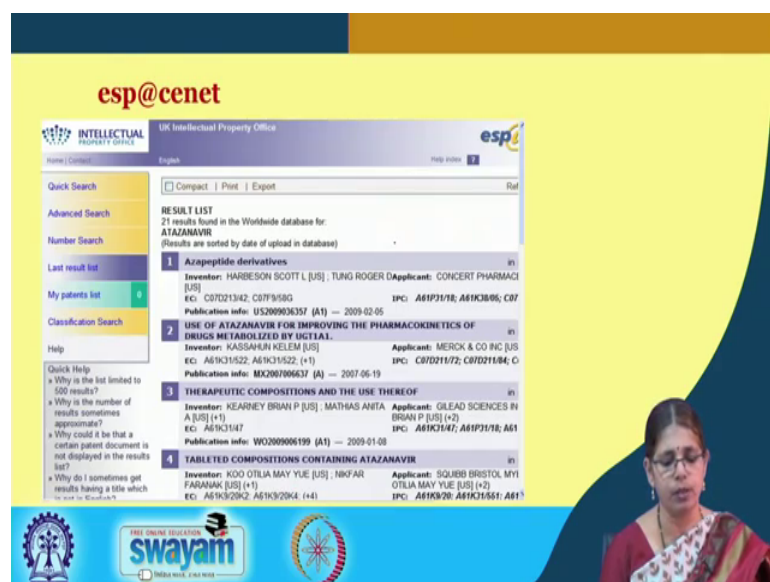 esp@cenet
INTELLECTUAL
PROPERTY OFFICE
UK Intellectual Property Office
esp
Home | Contact
English
Help index ?
Quick Search
Advanced Search
Number Search
Last result list
My patents list 0
Classification Search
Help
Quick Help
» Why is the list limited to
500 results?
» Why is the number of
results sometimes
approximate?
» Why could it be that a
certain patent document is
not displayed in the results
list?
» Why do I sometimes get
results having a title which
is not in English?
Compact | Print | Export Ref
RESULT LIST
21 results found in the Worldwide database for:
ATAZANAVIR
(Results are sorted by date of upload in database)
1 Azapeptide derivatives in
Inventor: HARBESON SCOTT L [US] ; TUNG ROGER D Applicant: CONCERT PHARMACE
[US]
EC: C07D213/42; C07F9/58G IPC: A61P31/18; A61K38/05; C07
Publication info: US2009036357 (A1) — 2009-02-05
2 USE OF ATAZANAVIR FOR IMPROVING THE PHARMACOKINETICS OF
DRUGS METABOLIZED BY UGT1A1. in
Inventor: KASSAHUN KELEM [US] Applicant: MERCK & CO INC [US
EC: A61K31/522; A61K31/522; (+1) IPC: C07D211/72; C07D211/84; C
Publication info: MX2007006637 (A) — 2007-06-19
3 THERAPEUTIC COMPOSITIONS AND THE USE THEREOF in
Inventor: KEARNEY BRIAN P [US] ; MATHIAS ANITA Applicant: GILEAD SCIENCES IN
A [US] (+1) BRIAN P [US] (+2)
EC: A61K31/47 IPC: A61K31/47; A61P31/18; A61
Publication info: WO2009006199 (A1) — 2009-01-08
4 TABLETED COMPOSITIONS CONTAINING ATAZANAVIR in
Inventor: KOO OTILIA MAY YUE [US] ; NIKFAR Applicant: SQUIBB BRISTOL MYE
FARANAK [US] (+1) OTILIA MAY YUE [US] (+2)
EC: A61K9/20K2; A61K9/20K4; (+4) IPC: A61K9/20; A61K31/551; A61
FREE ONLINE EDUCATION
swayam